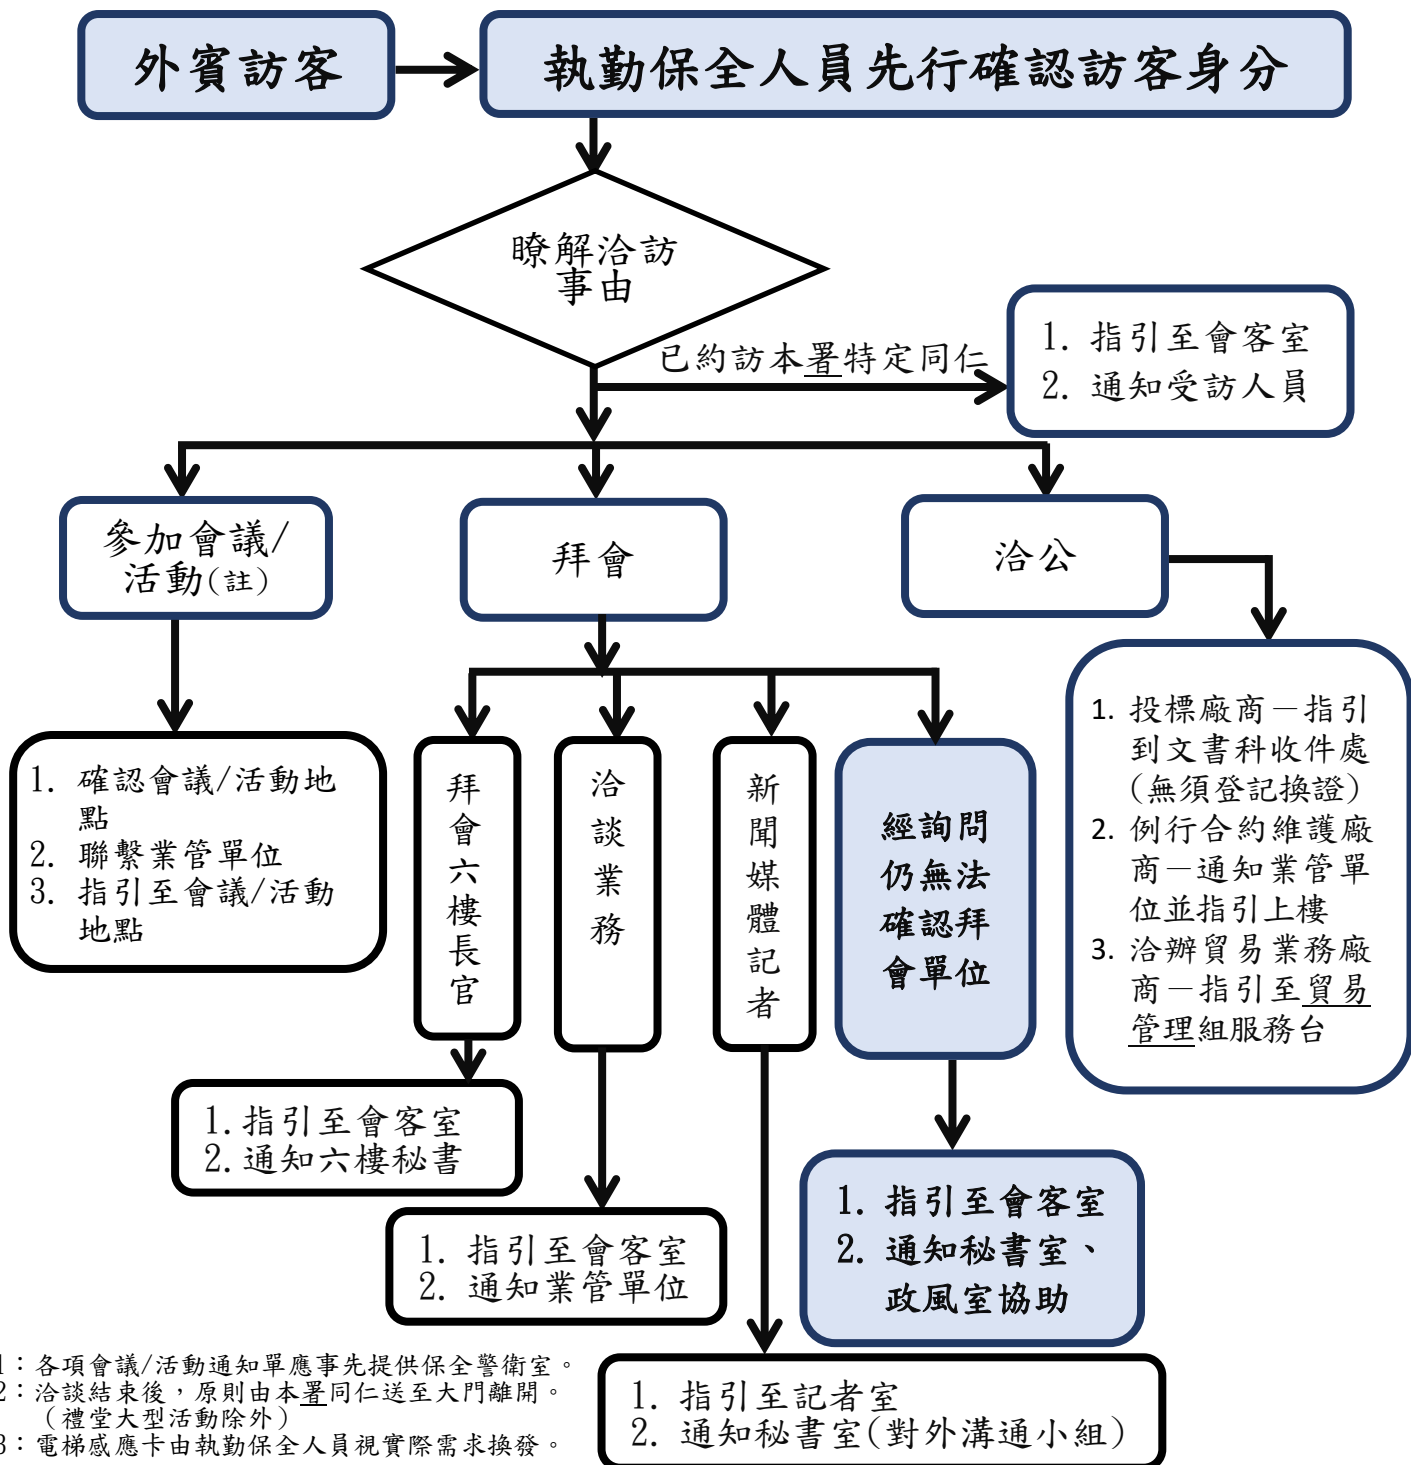 外賓訪客
執勤保全人員先行確認訪客身分
瞭解洽訪
事由
已約訪本署特定同仁
1. 指引至會客室
2. 通知受訪人員
參加會議/
活動(註)
拜會
洽公
1. 確認會議/活動地
點
2. 聯繫業管單位
3. 指引至會議/活動
地點
拜會六樓長官
洽談業務
新聞媒體記者
經詢問
仍無法
確認拜
會單位
1. 投標廠商－指引
到文書科收件處
(無須登記換證)
2. 例行合約維護廠
商－通知業管單
位並指引上樓
3. 洽辦貿易業務廠
商－指引至貿易
管理組服務台
1. 指引至會客室
2. 通知六樓秘書
1. 指引至會客室
2. 通知業管單位
1. 指引至會客室
2. 通知秘書室、
政風室協助
1. 指引至記者室
2. 通知秘書室(對外溝通小組)
1：各項會議/活動通知單應事先提供保全警衛室。
2：洽談結束後，原則由本署同仁送至大門離開。
（禮堂大型活動除外）
3：電梯感應卡由執勤保全人員視實際需求換發。